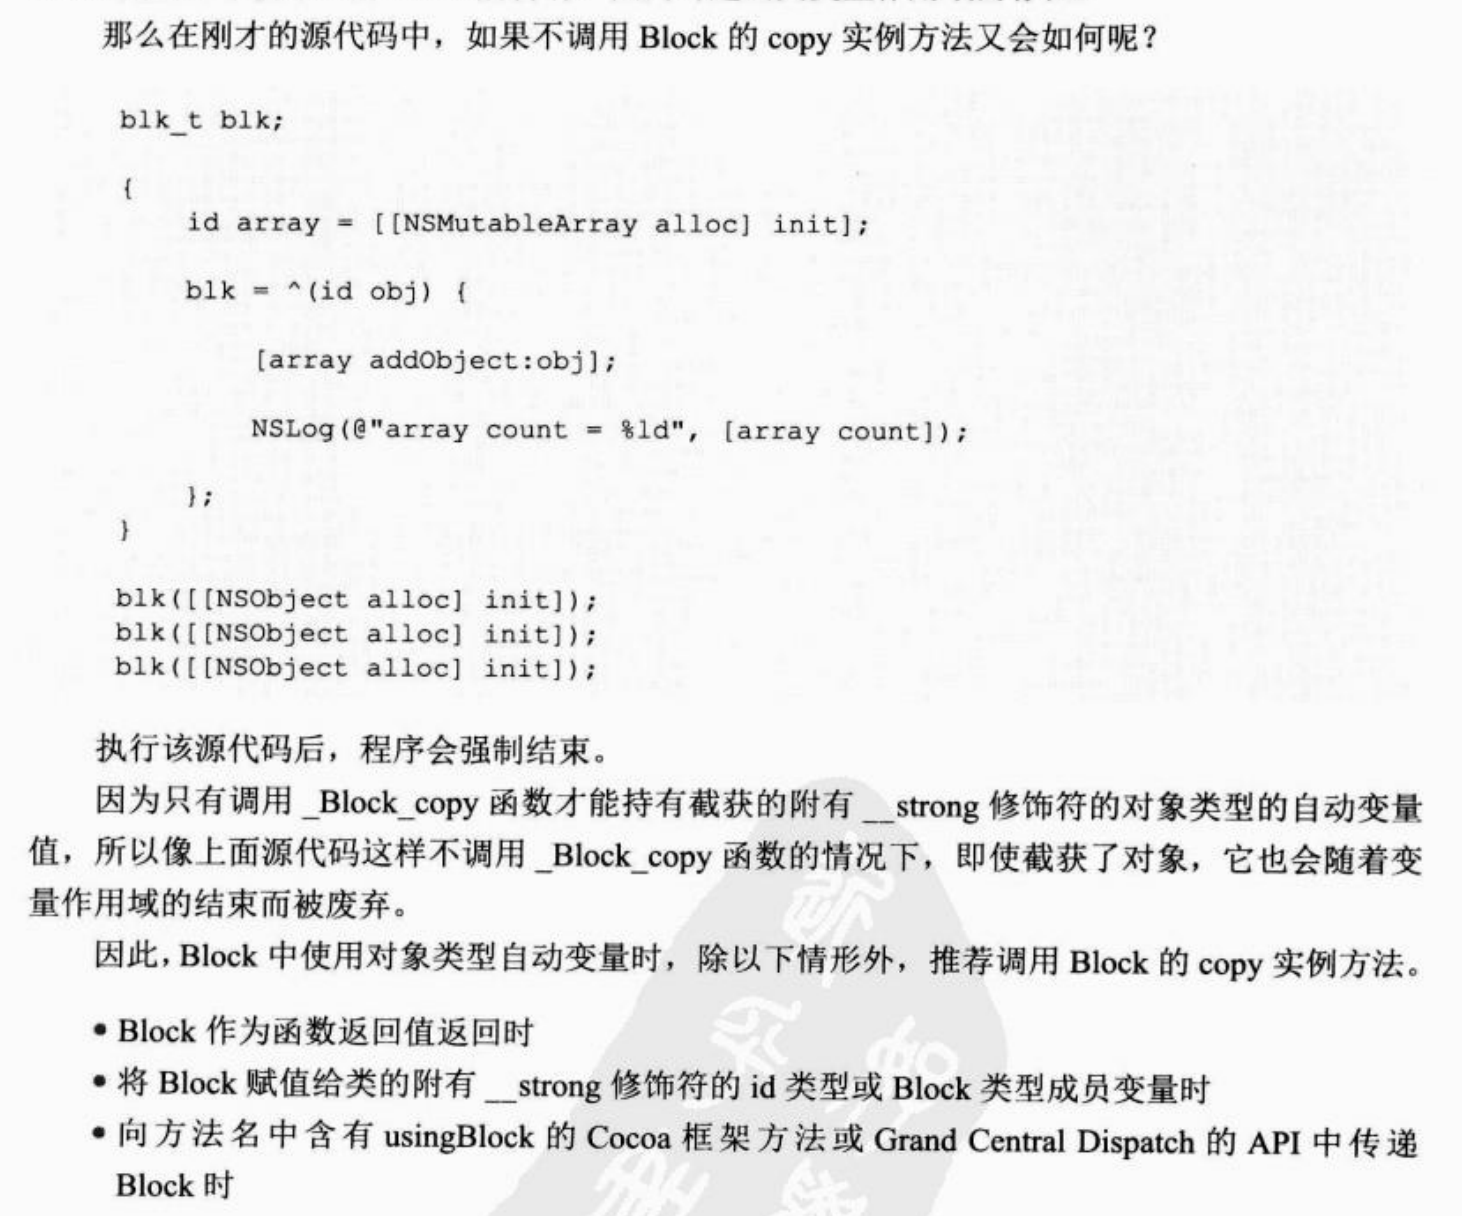 那么在刚才的源代码中，如果不调用 Block 的 copy 实例方法又会如何呢？
blk_t blk;
{
id array = [[NSMutableArray alloc] init];
blk = ^(id obj) {
[array addObject:obj];
NSLog(@"array count = %ld", [array count]);
};
}
blk([[NSObject alloc] init]);
blk([[NSObject alloc] init]);
blk([[NSObject alloc] init]);
执行该源代码后，程序会强制结束。
因为只有调用 _Block_copy 函数才能持有截获的附有 __strong 修饰符的对象类型的自动变量
值，所以像上面源代码这样不调用 _Block_copy 函数的情况下，即使截获了对象，它也会随着变
量作用域的结束而被废弃。
因此，Block 中使用对象类型自动变量时，除以下情形外，推荐调用 Block 的 copy 实例方法。
• Block 作为函数返回值返回时
• 将 Block 赋值给类的附有 __strong 修饰符的 id 类型或 Block 类型成员变量时
• 向方法名中含有 usingBlock 的 Cocoa 框架方法或 Grand Central Dispatch 的 API 中传递
Block 时